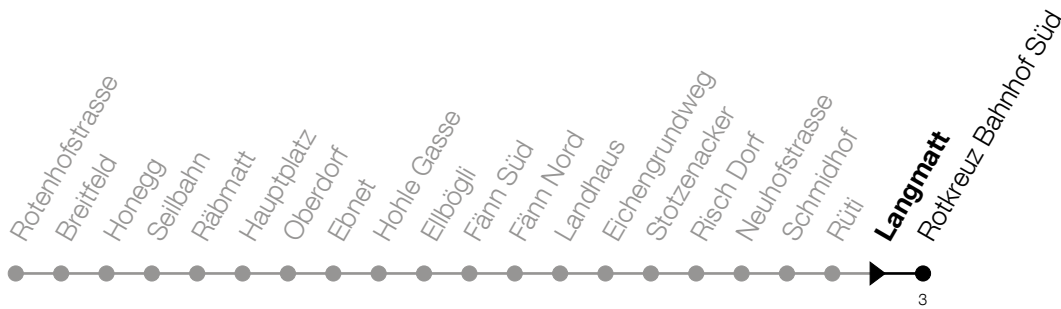 Rotenhofstrasse
Breitfeld
Honegg
Seilbahn
Räbmatt
Hauptplatz
Oberdorf
Ebnet
Hohle Gasse
Ellbögli
Fänn Süd
Fänn Nord
Landhaus
Eichengrundweg
Stotzenacker
Risch Dorf
Neuhofstrasse
Schmidhof
Rüti
Langmatt
Rotkreuz Bahnhof Süd
3